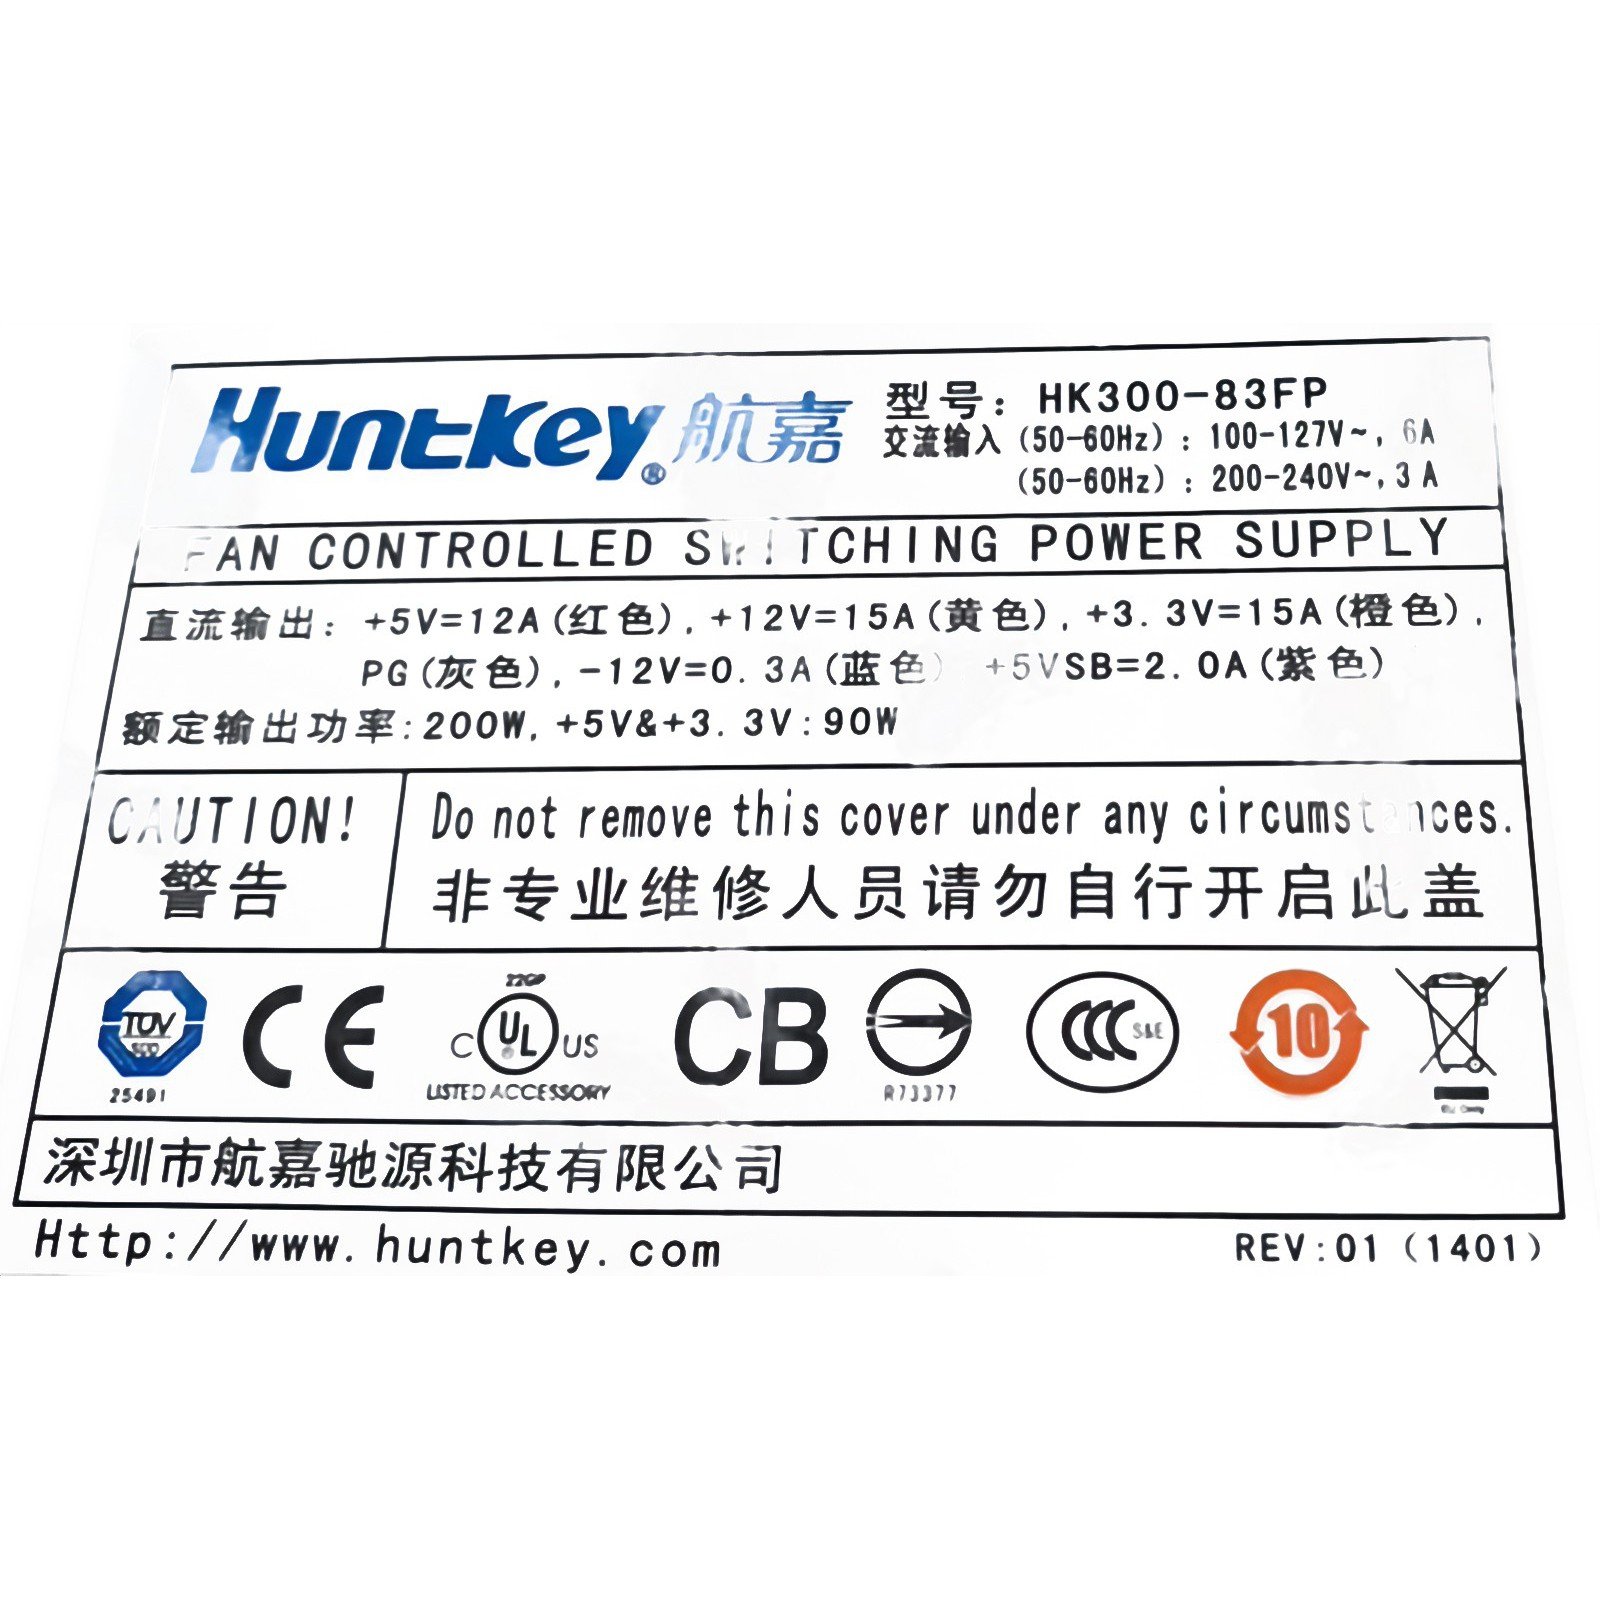 Huntkey® 航嘉
型号: HK300-83FP
交流输入 (50-60Hz) : 100-127V~, 6A
(50-60Hz) : 200-240V~, 3A
FAN CONTROLLED SWITCHING POWER SUPPLY
直流输出: +5V=12A(红色), +12V=15A(黄色), +3.3V=15A(橙色),
PG(灰色), -12V=0.3A(蓝色) +5VSB=2.0A(紫色)
额定输出功率:200W, +5V&+3.3V:90W
CAUTION!
警告
Do not remove this cover under any circumstances.
非专业维修人员请勿自行开启此盖
TÜV
25491
CE
C UL® US
LISTED ACCESSORY
CB
R73377
CCC S&E
10
深圳市航嘉驰源科技有限公司
Http://www.huntkey.com
REV:01 (1401)